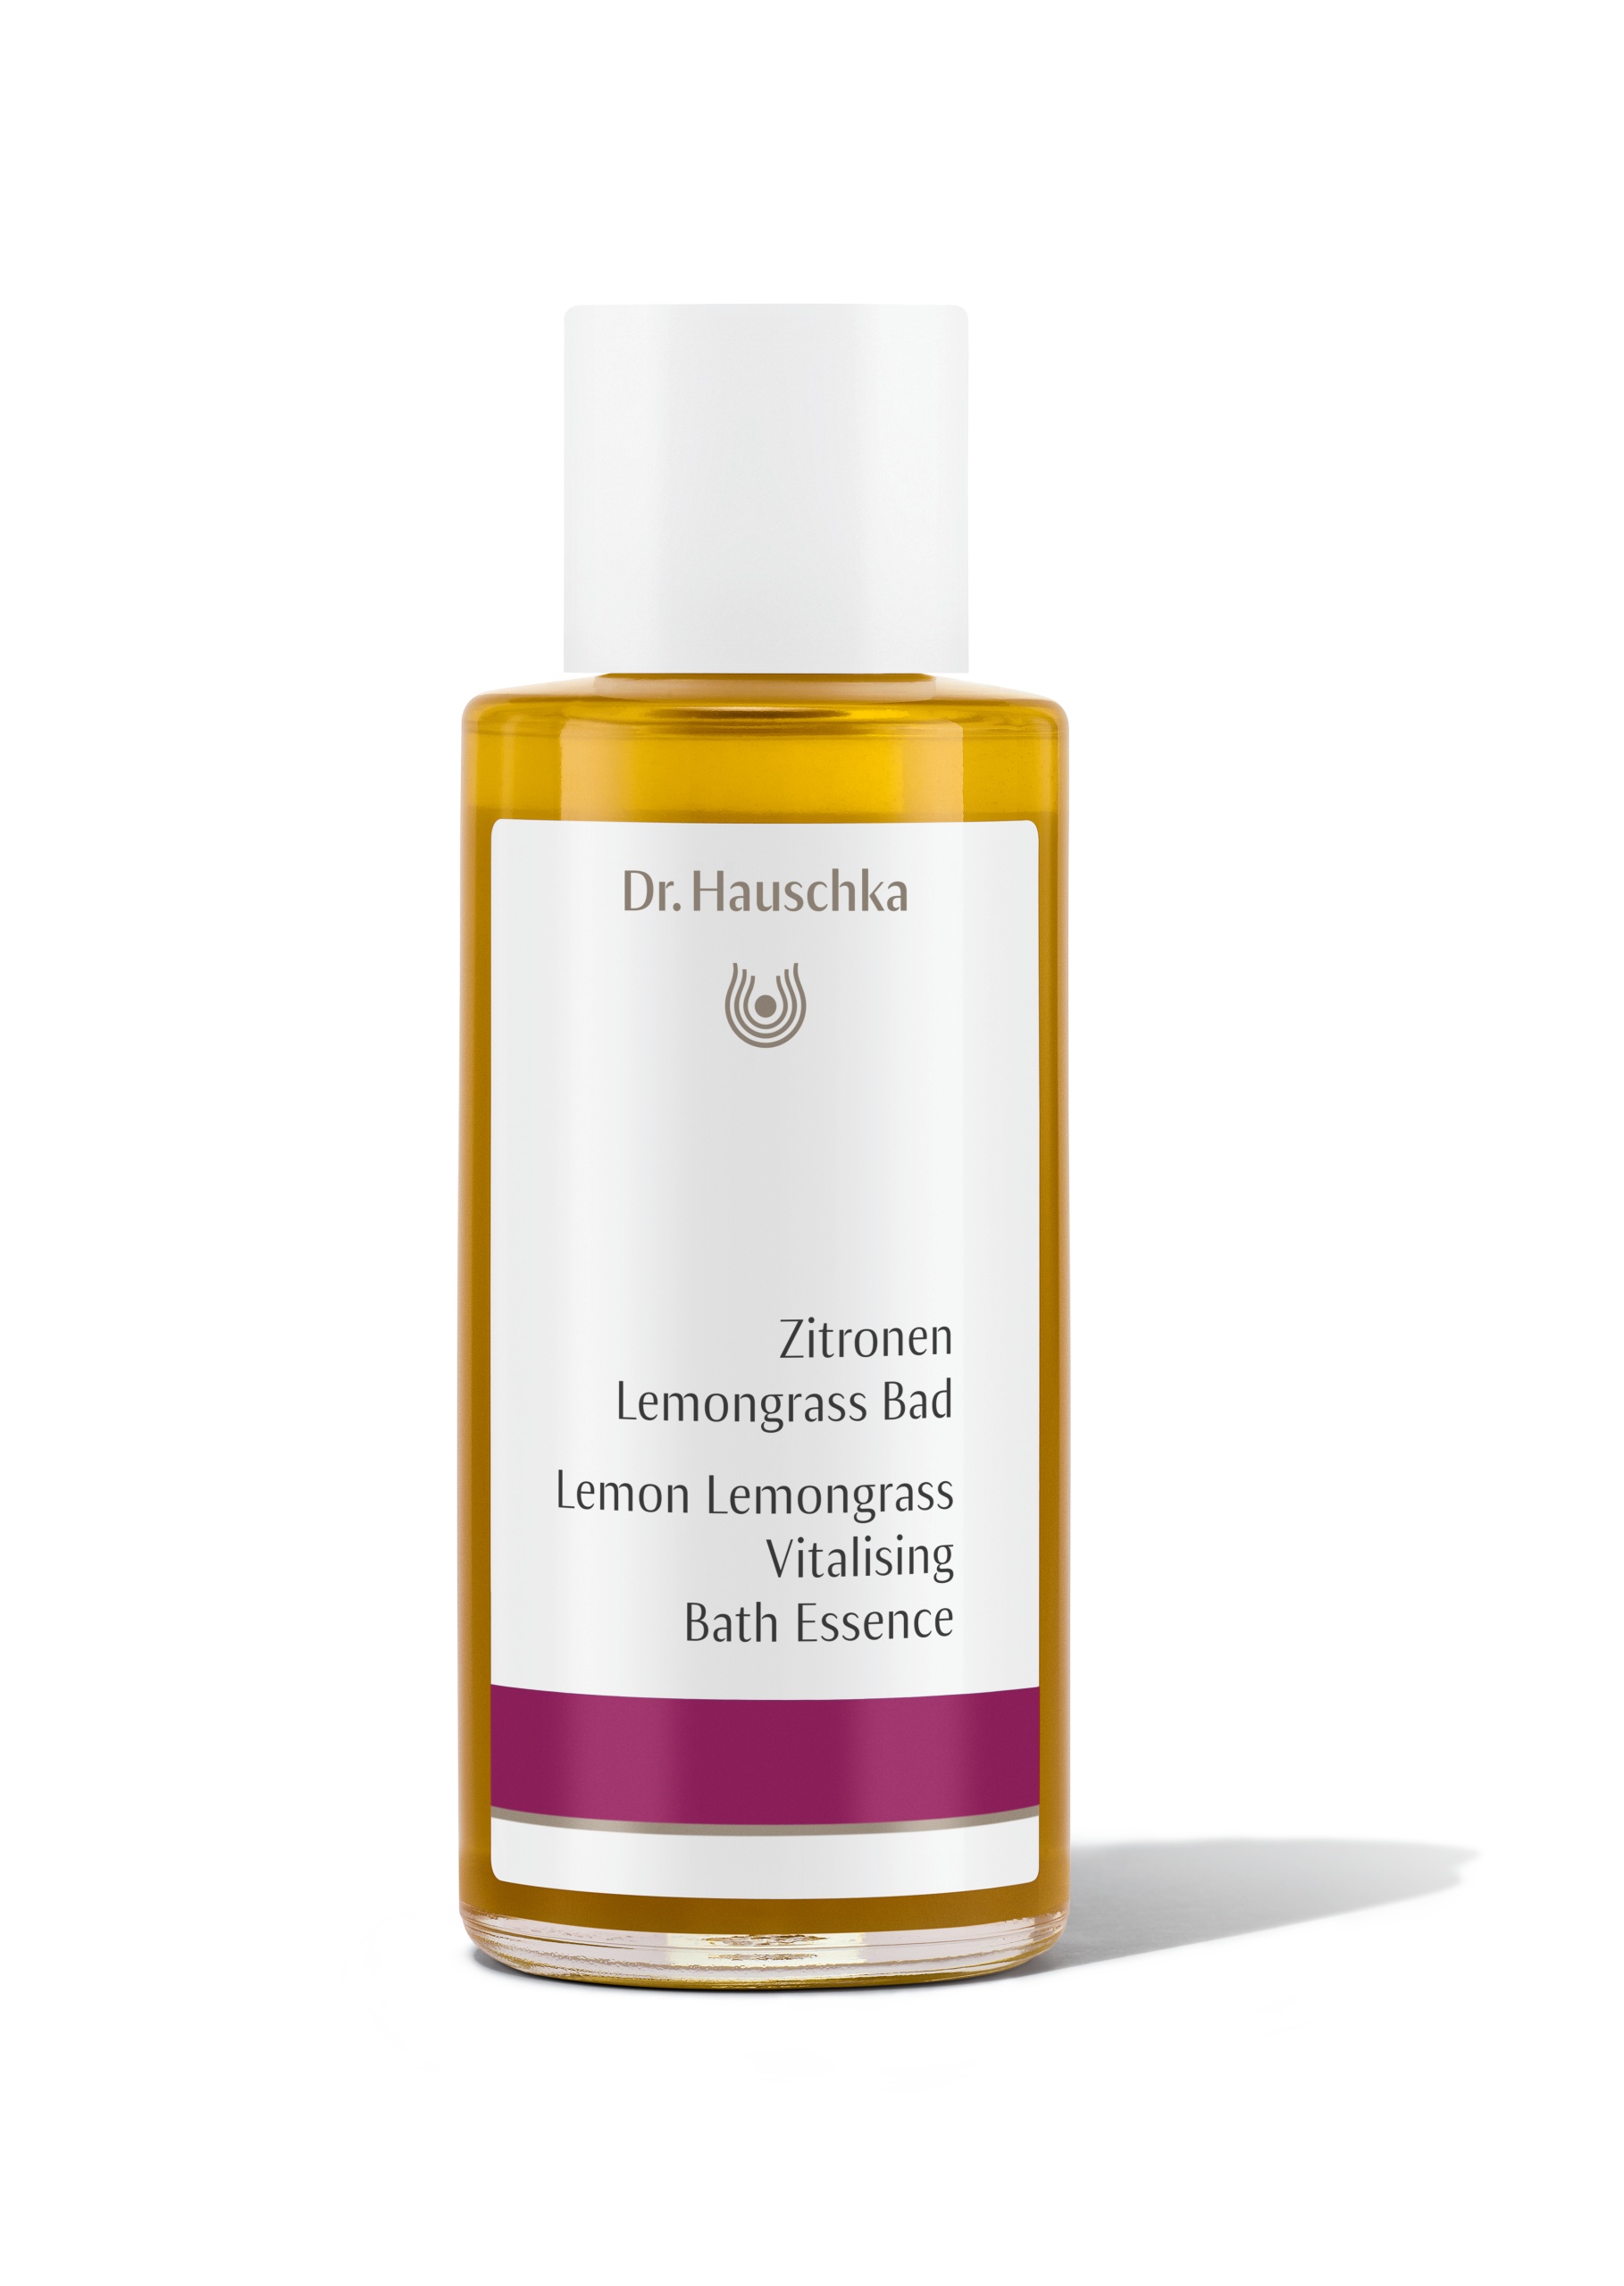 Dr. Hauschka
Zitronen
Lemongrass Bad
Lemon Lemongrass
Vitalising
Bath Essence